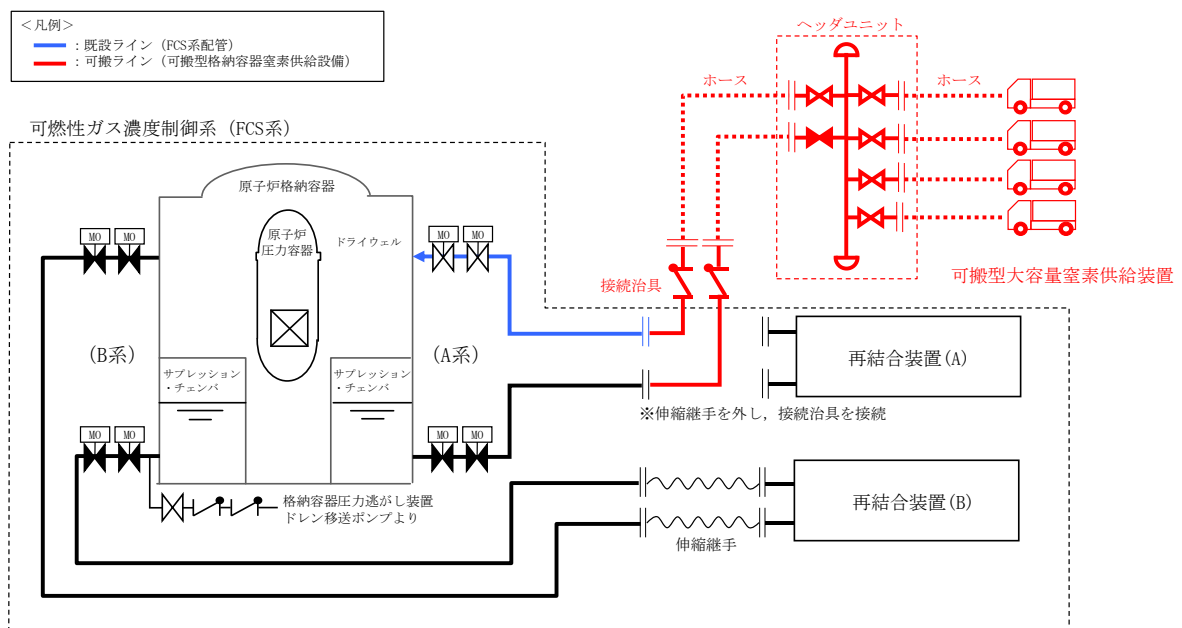 ＜凡例＞
：既設ライン（FCS系配管）
：可搬ライン（可搬型格納容器窒素供給設備）
ヘッダユニット
ホース
ホース
可燃性ガス濃度制御系（FCS系）
原子炉格納容器
原子炉
圧力容器
ドライウェル
MO
MO
MO
MO
接続治具
可搬型大容量窒素供給装置
(B系)
(A系)
再結合装置(A)
サプレッション
・チェンバ
サプレッション
・チェンバ
※伸縮継手を外し，接続治具を接続
MO
MO
MO
MO
格納容器圧力逃がし装置
ドレン移送ポンプより
再結合装置(B)
伸縮継手